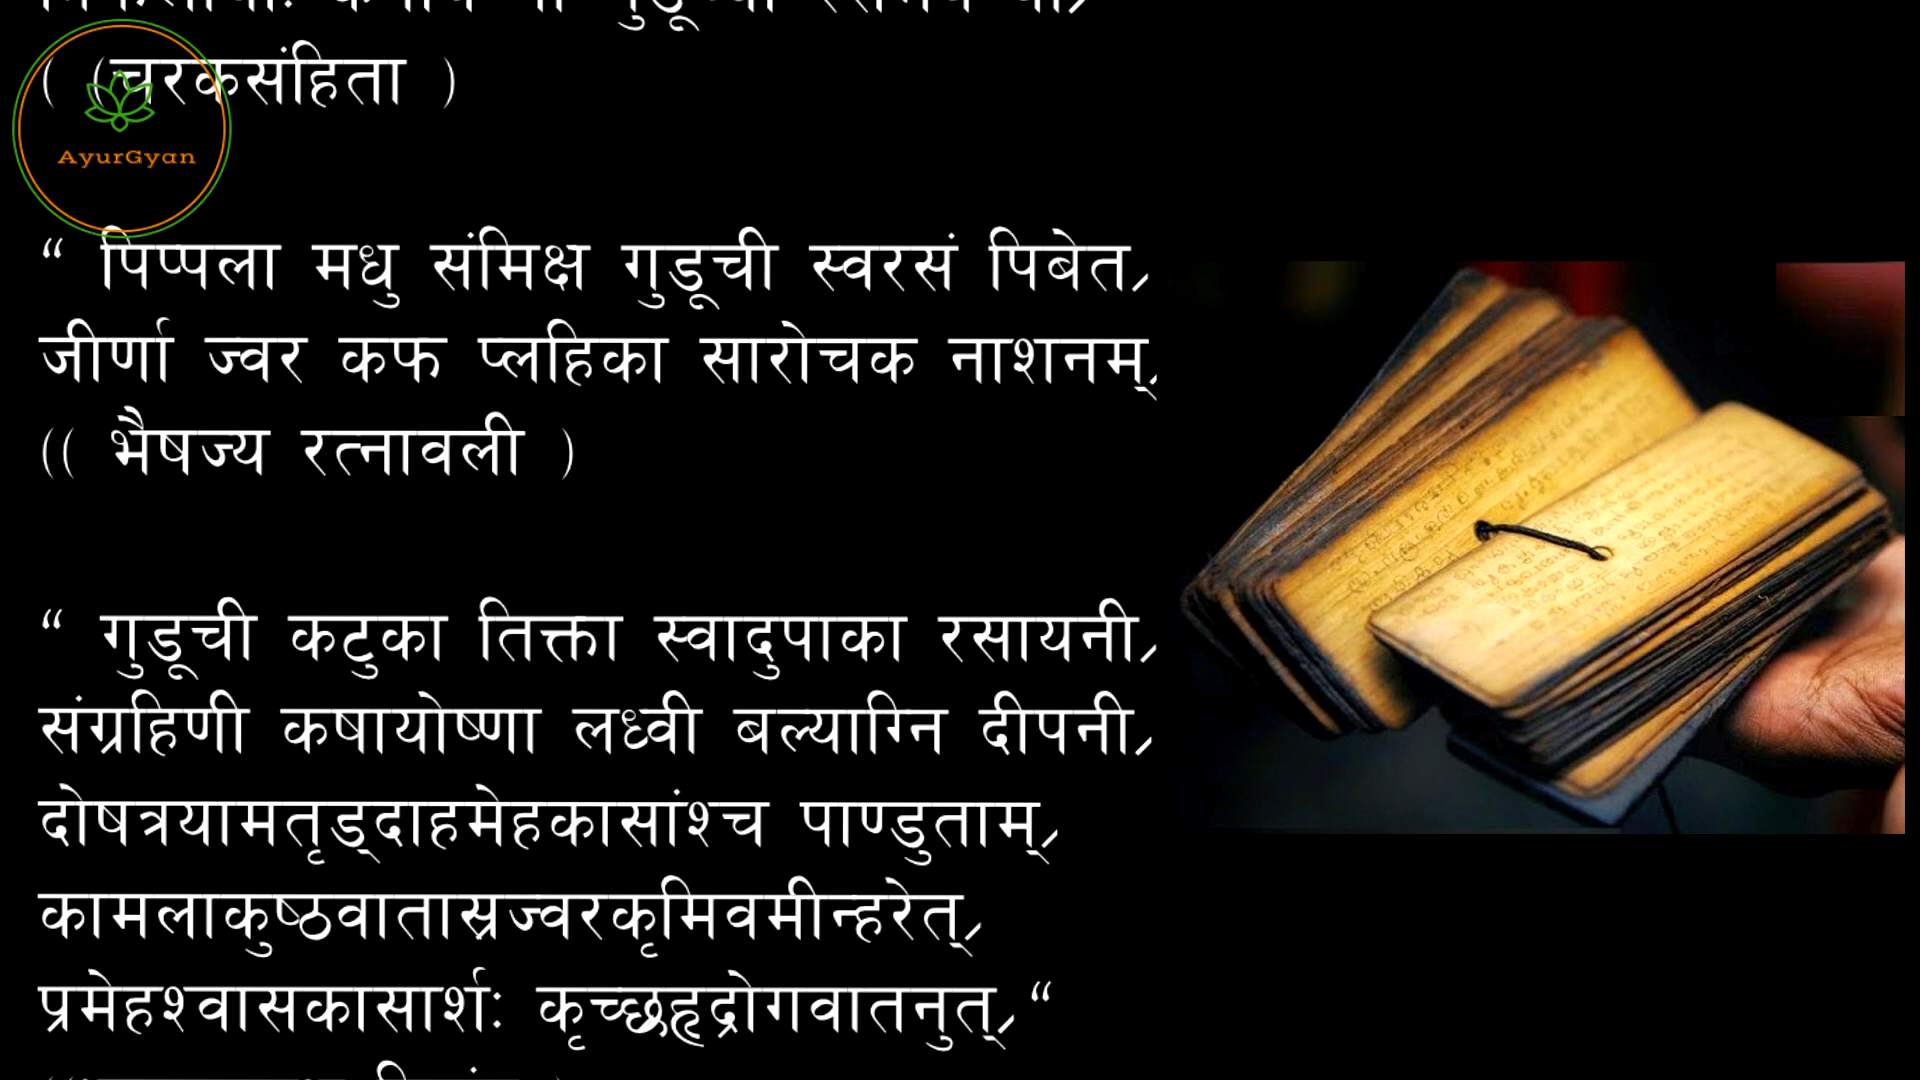 ( (चरकसंहिता )
AyurGyan
“ पिप्पला मधु संमिक्ष गुडूची स्वरसं पिबेत,
जीर्णा ज्वर कफ प्लहिका सारोचक नाशनम्,
(( भैषज्य रत्नावली )
“ गुडूची कटुका तिक्ता स्वादुपाका रसायनी,
संग्रहिणी कषायोष्णा लध्वी बल्याग्नि दीपनी,
दोषत्रयामतृड्दाहमेहकासांश्च पाण्डुताम्,
कामलाकुष्ठवातास्रज्वरकृमिवमीन्हरेत्,
प्रमेहश्वासकासार्शः कृच्छहृद्रोगवातनुत्,“